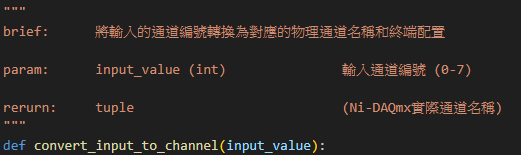 """
brief: 將輸入的通道編號轉換為對應的物理通道名稱和終端配置
param: input_value (int) 輸入通道編號 (0-7)
rerurn: tuple (Ni-DAQmx實際通道名稱)
"""
def convert_input_to_channel(input_value):